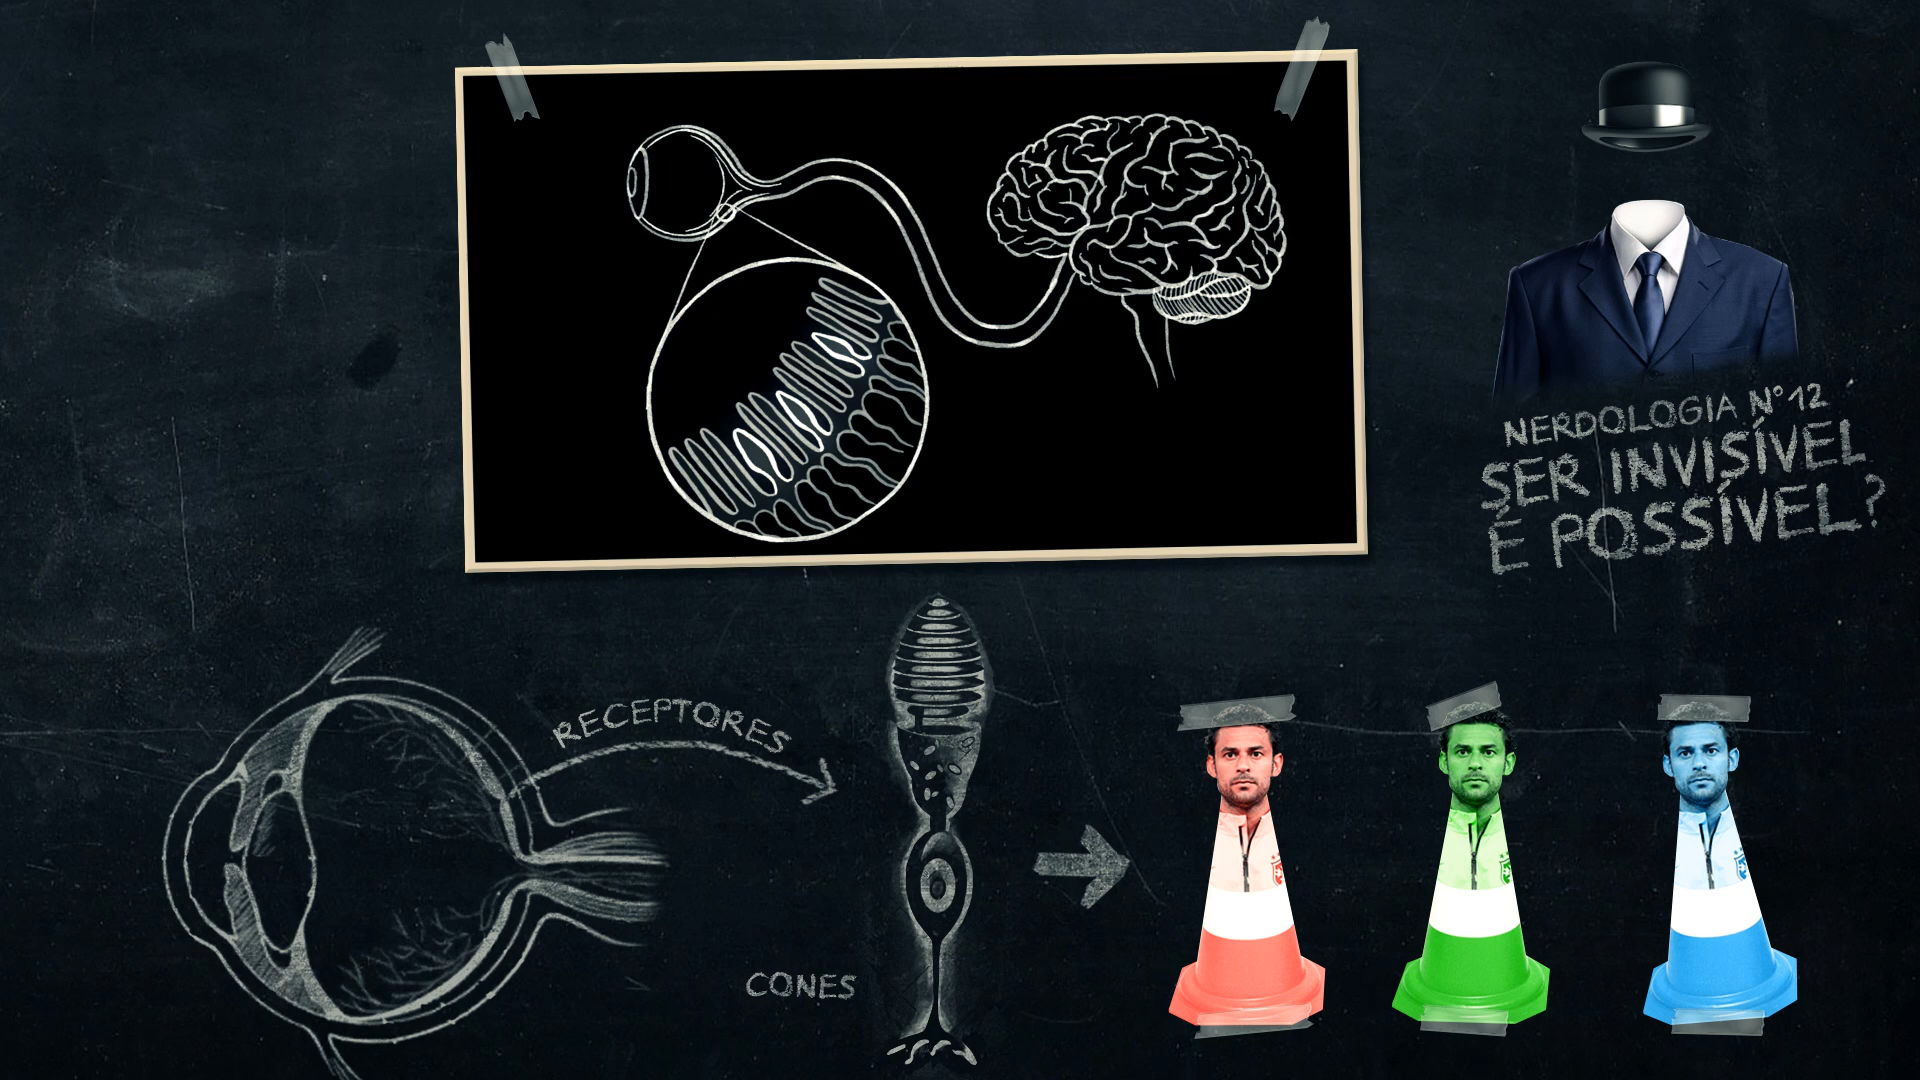 NERDOLOGIA Nº 12
SER INVISÍVEL
É POSSÍVEL?
RECEPTORES
CONES